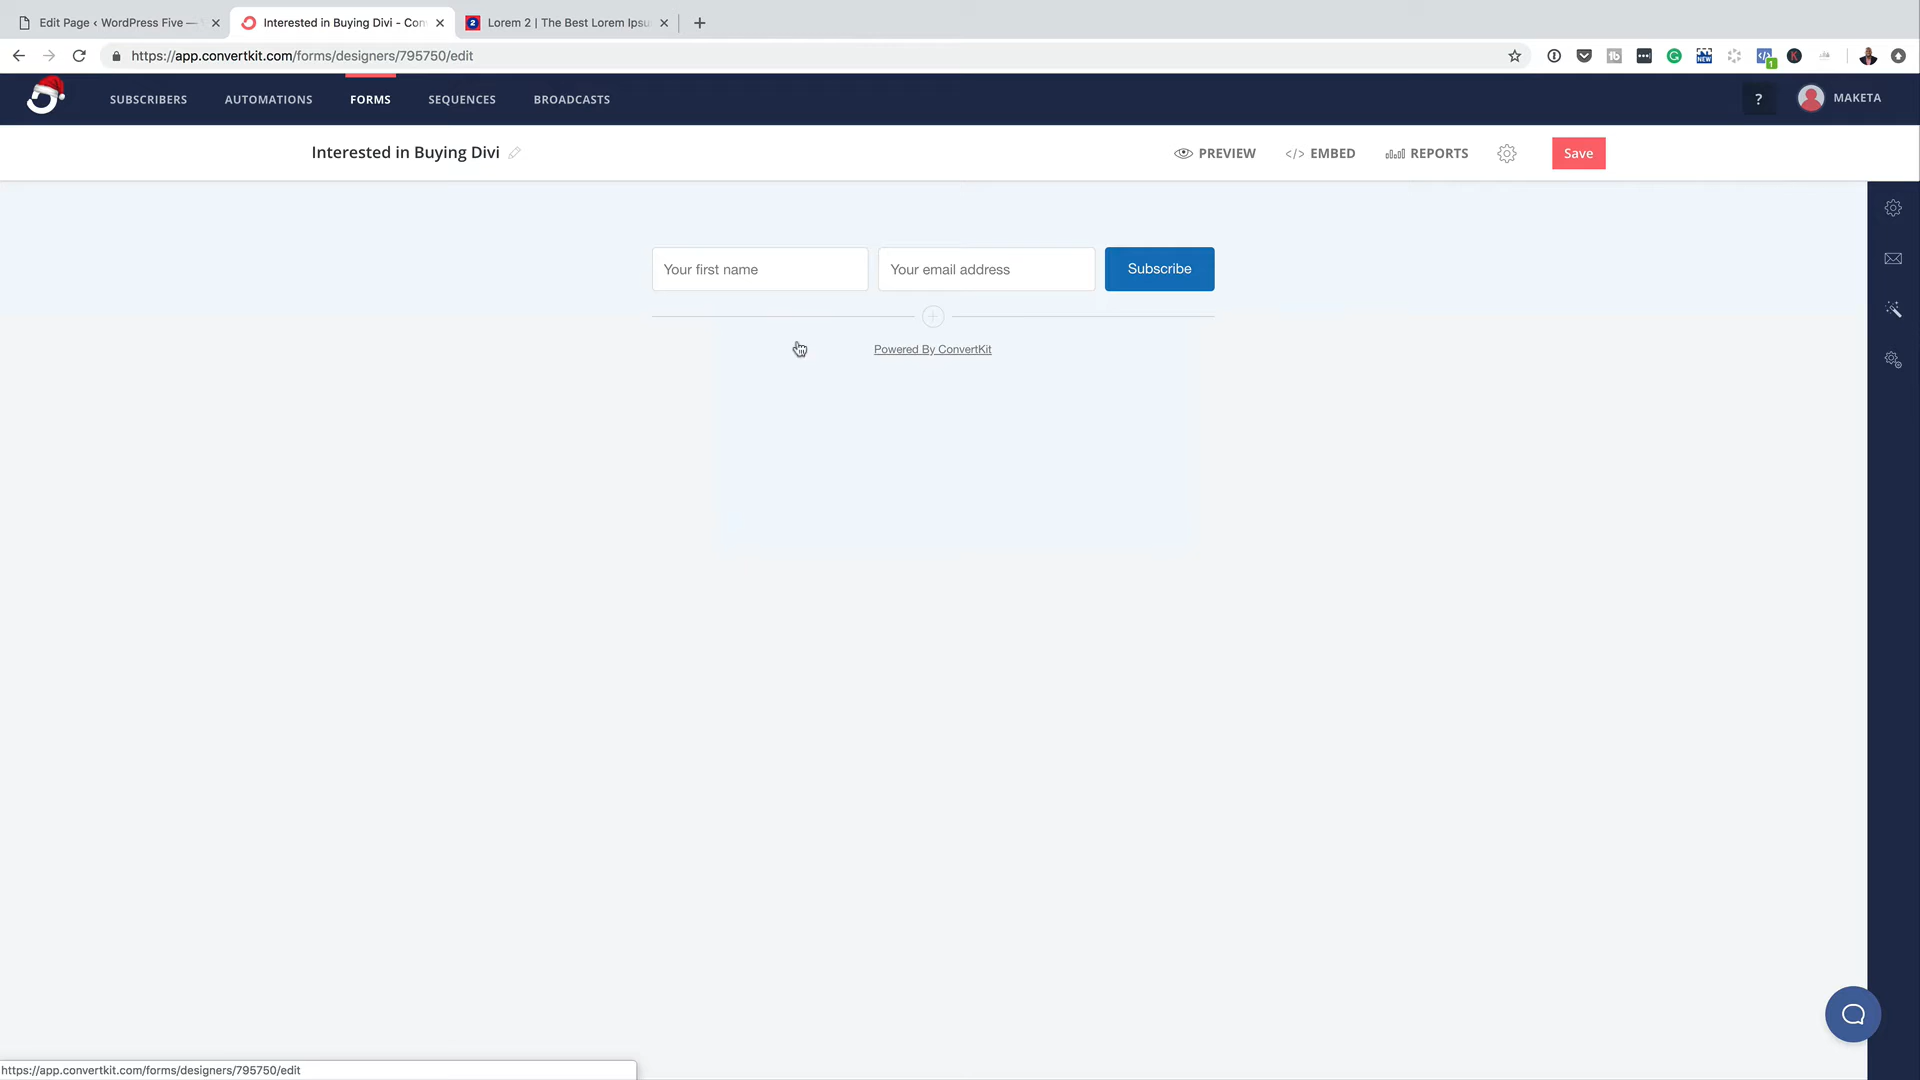 Edit Page ‹ WordPress Five —
Interested in Buying Divi - Con
Lorem 2 | The Best Lorem Ipsu
https://app.convertkit.com/forms/designers/795750/edit
NEW
1
K
SUBSCRIBERS
AUTOMATIONS
FORMS
SEQUENCES
BROADCASTS
?
MAKETA
Interested in Buying Divi
PREVIEW
</> EMBED
REPORTS
Save
Your first name
Your email address
Subscribe
+
Powered By ConvertKit
https://app.convertkit.com/forms/designers/795750/edit